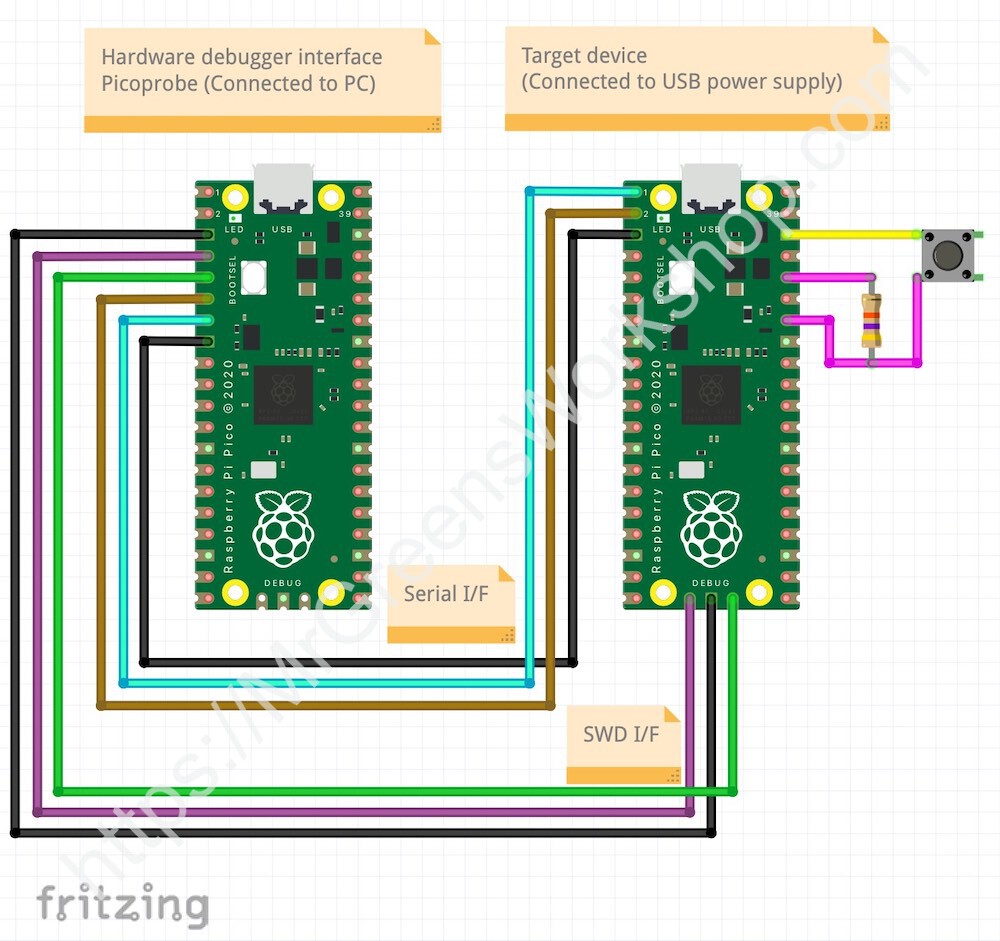 Hardware debugger interface
Picoprobe (Connected to PC)
Target device
(Connected to USB power supply)
1
2
39
LED
USB
BOOTSEL
Raspberry Pi Pico ©2020
DEBUG
1
2
39
LED
USB
BOOTSEL
Raspberry Pi Pico ©2020
DEBUG
Serial I/F
SWD I/F
https://MrGreensWorkshop.com
fritzing